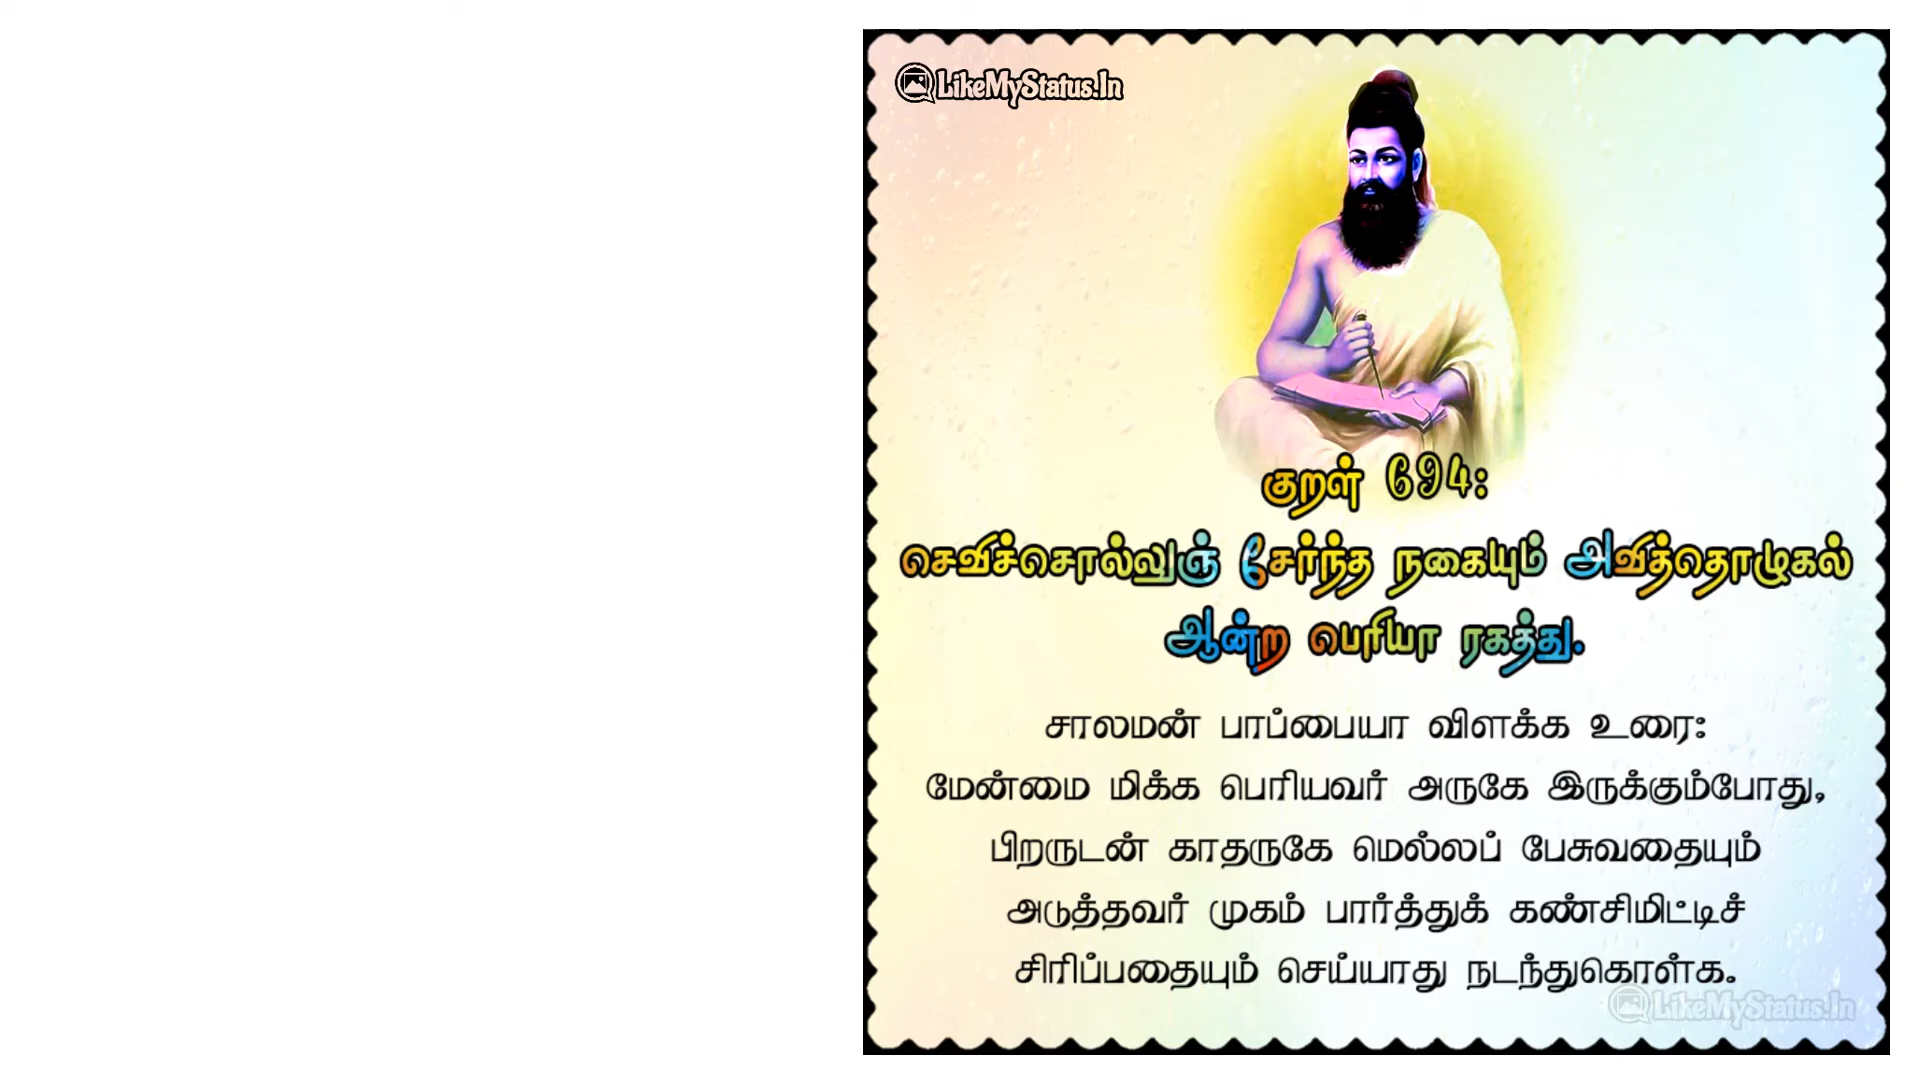 LikeMyStatus.In
குறள் 694:
செவிச்சொல்லுஞ் சேர்ந்த நகையும் அவித்தொழுகல்
ஆன்ற பெரியா ரகத்து.
சாலமன் பாப்பையா விளக்க உரை:
மேன்மை மிக்க பெரியவர் அருகே இருக்கும்போது,
பிறருடன் காதருகே மெல்லப் பேசுவதையும்
அடுத்தவர் முகம் பார்த்துக் கண்சிமிட்டிச்
சிரிப்பதையும் செய்யாது நடந்துகொள்க.
LikeMyStatus.In